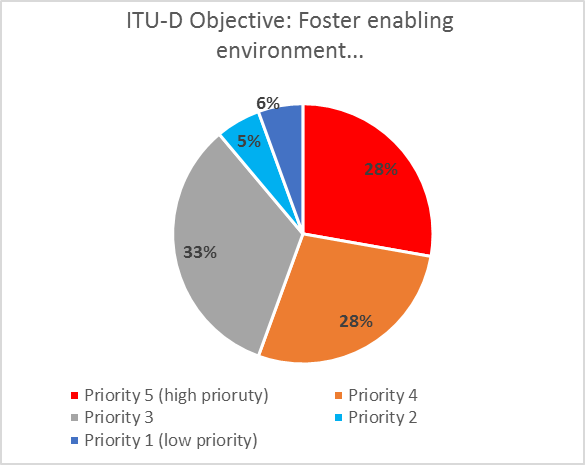 ITU-D Objective: Foster enabling
environment...
6%
5%
28%
33%
28%
Priority 5 (high prioruty)
Priority 4
Priority 3
Priority 2
Priority 1 (low priority)